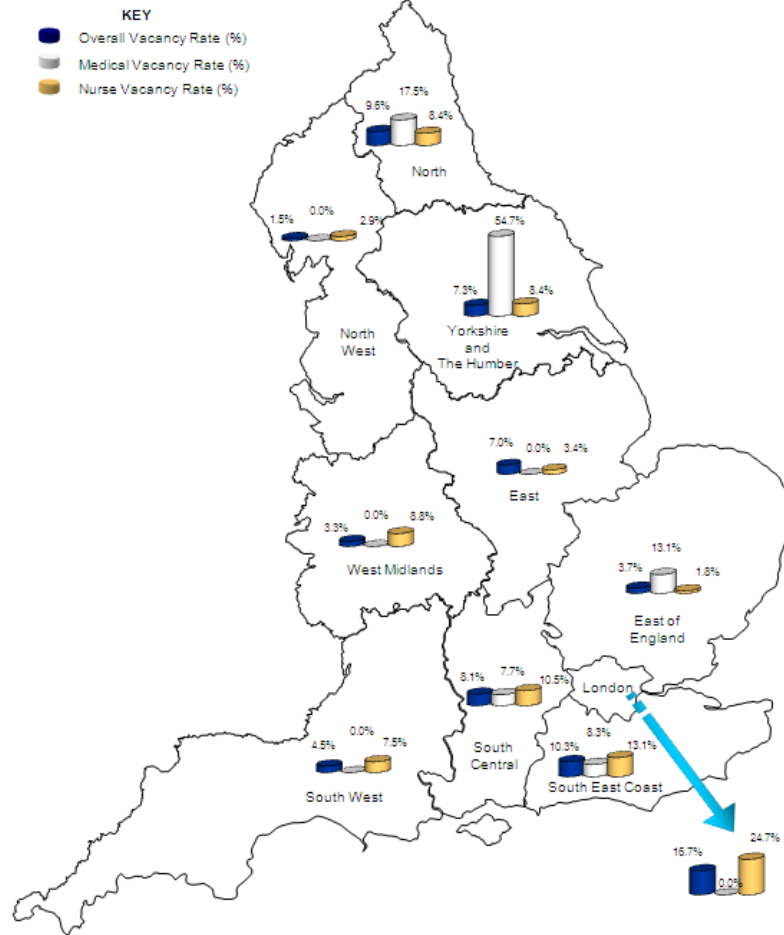 KEY
Overall Vacancy Rate (%)
Medical Vacancy Rate (%)
Nurse Vacancy Rate (%)
17.5%
9.6%
8.4%
North
0.0%
1.5%
2.9%
54.7%
7.3%
8.4%
North
West
Yorkshire
and
The Humber
7.0%
0.0%
3.4%
East
0.0%
8.8%
3.3%
West Midlands
13.1%
3.7%
1.8%
East of
England
8.1%
7.7%
10.5%
London
South
Central
0.0%
4.5%
7.5%
South West
8.3%
10.3%
13.1%
South East Coast
24.7%
16.7%
0.0%